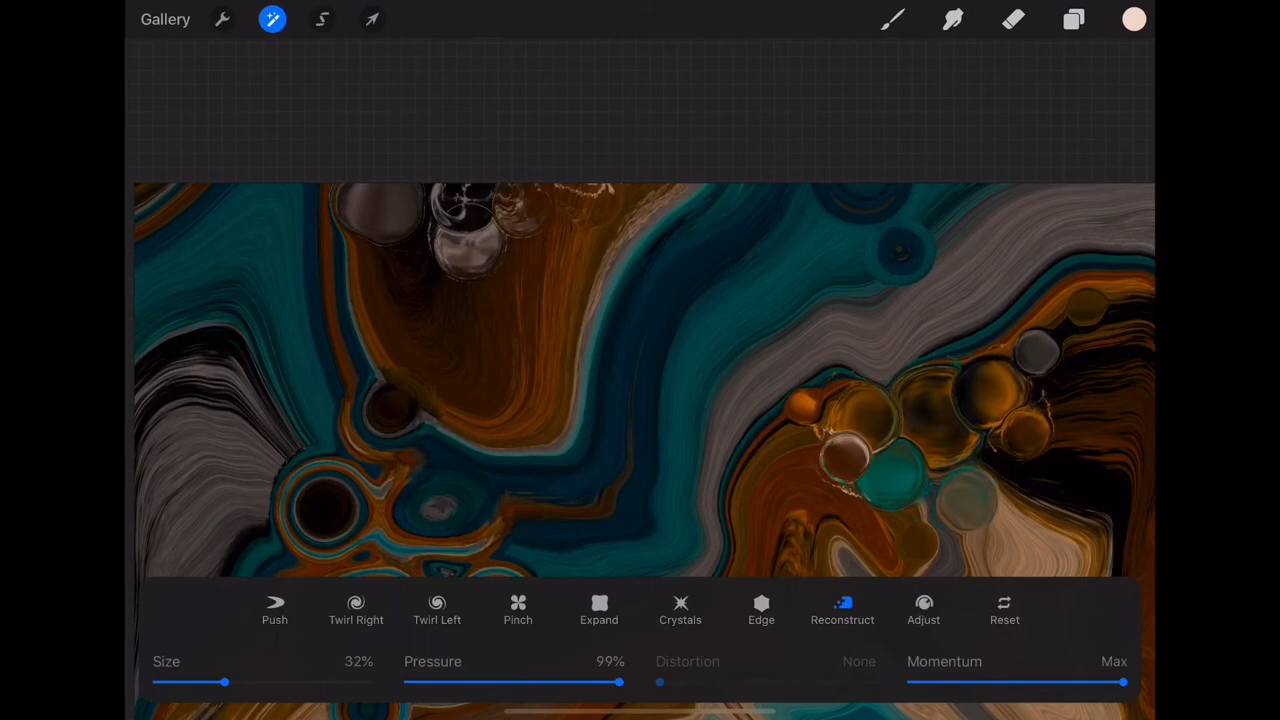 Gallery
Push Twirl Right Twirl Left Pinch Expand Crystals Edge Reconstruct Adjust Reset
Size 32% Pressure 99% Distortion None Momentum Max